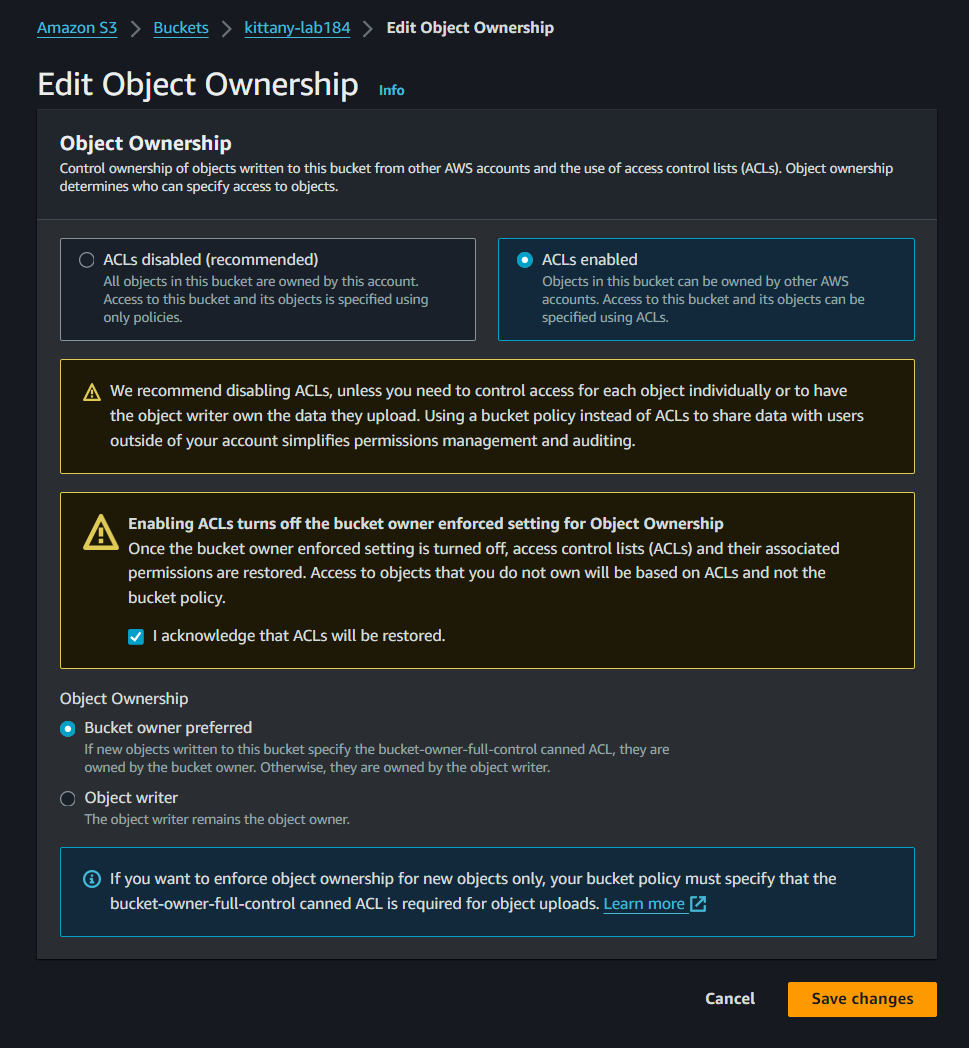 Amazon S3 > Buckets > kittany-lab184 > Edit Object Ownership
Edit Object Ownership Info
Object Ownership
Control ownership of objects written to this bucket from other AWS accounts and the use of access control lists (ACLs). Object ownership
determines who can specify access to objects.
ACLs disabled (recommended)
All objects in this bucket are owned by this account.
Access to this bucket and its objects is specified using
only policies.
ACLs enabled
Objects in this bucket can be owned by other AWS
accounts. Access to this bucket and its objects can be
specified using ACLs.
We recommend disabling ACLs, unless you need to control access for each object individually or to have
the object writer own the data they upload. Using a bucket policy instead of ACLs to share data with users
outside of your account simplifies permissions management and auditing.
Enabling ACLs turns off the bucket owner enforced setting for Object Ownership
Once the bucket owner enforced setting is turned off, access control lists (ACLs) and their associated
permissions are restored. Access to objects that you do not own will be based on ACLs and not the
bucket policy.
I acknowledge that ACLs will be restored.
Object Ownership
Bucket owner preferred
If new objects written to this bucket specify the bucket-owner-full-control canned ACL, they are
owned by the bucket owner. Otherwise, they are owned by the object writer.
Object writer
The object writer remains the object owner.
If you want to enforce object ownership for new objects only, your bucket policy must specify that the
bucket-owner-full-control canned ACL is required for object uploads. Learn more
Cancel
Save changes